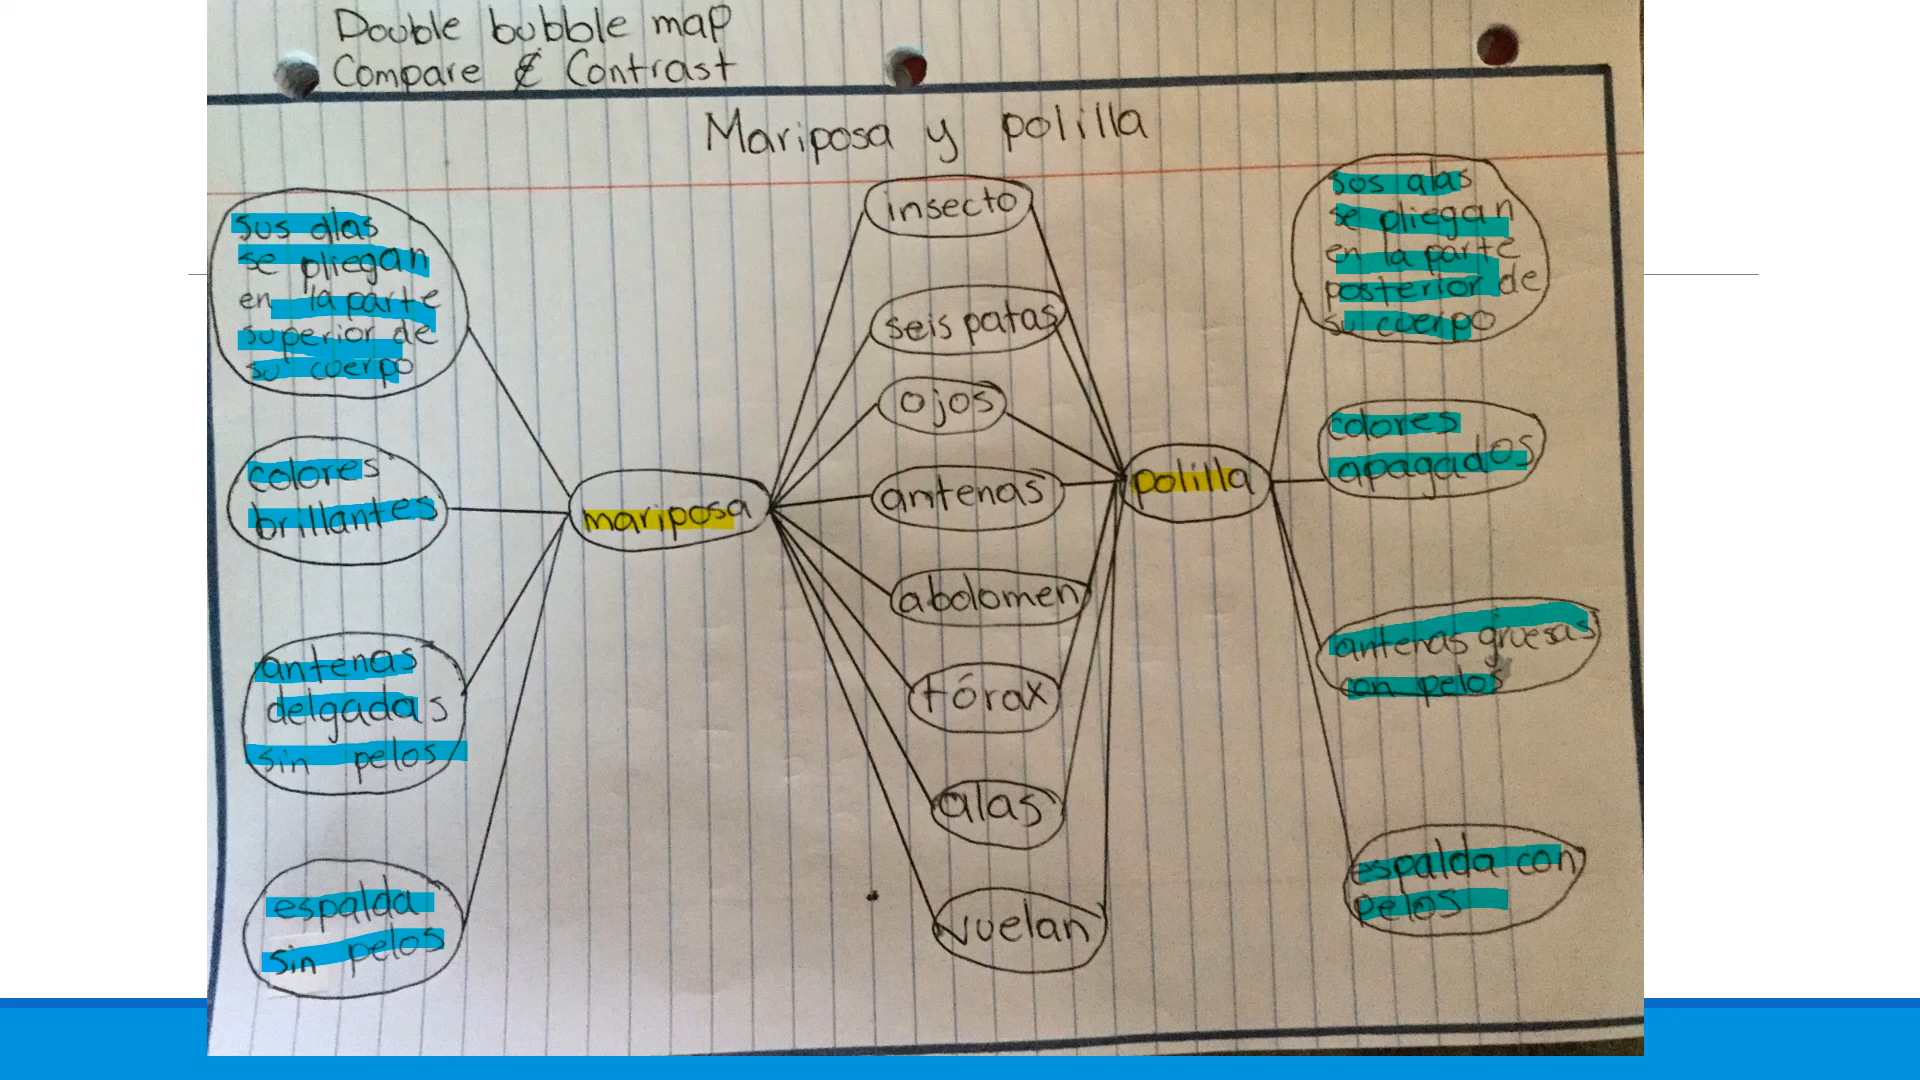 Double bubble map
Compare & Contrast
Mariposa y polilla
sus alas
se pliegan
en la parte
superior de
su cuerpo
colores
brillantes
antenas
delgadas
sin pelos
espalda
sin pelos
mariposa
insecto
seis patas
ojos
antenas
abdomen
tórax
alas
vuelan
polilla
sus alas
se pliegan
en la parte
posterior de
su cuerpo
colores
apagados
antenas gruesas
con pelos
espalda con
pelos